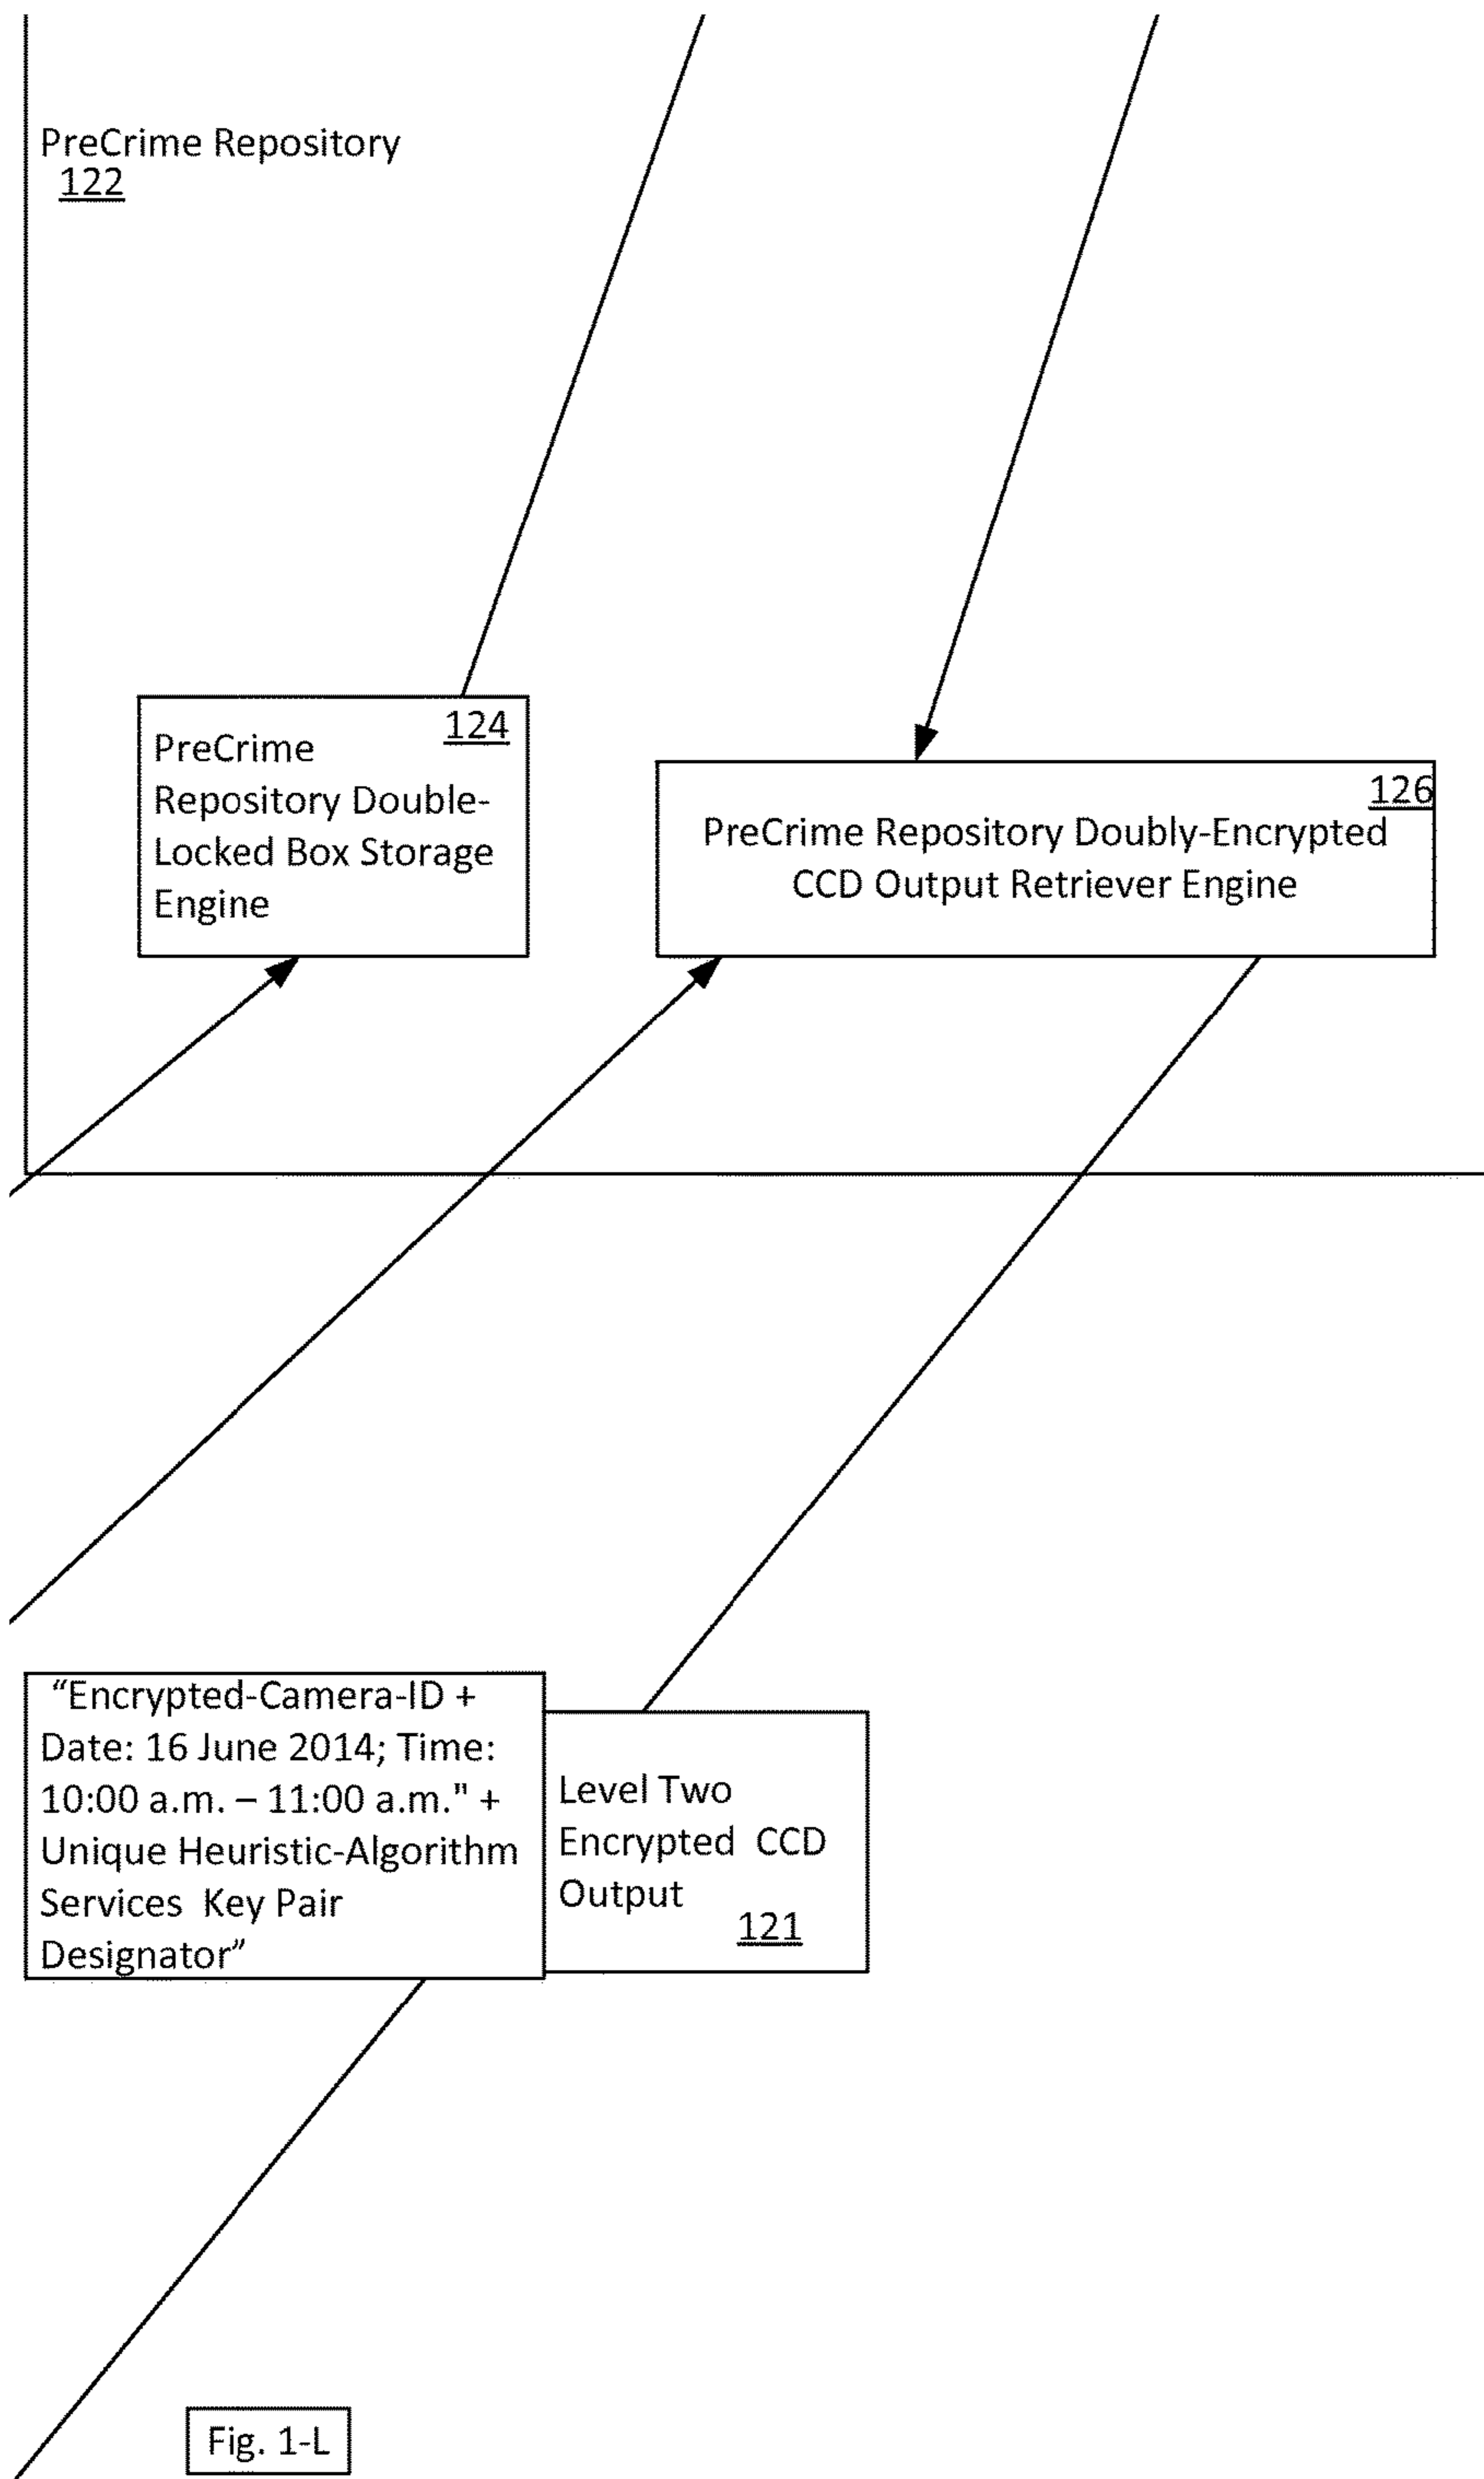 PreCrime Repository
122
124
PreCrime
Repository Double-
Locked Box Storage
Engine
126
PreCrime Repository Doubly-Encrypted
CCD Output Retriever Engine
“Encrypted-Camera-ID +
Date: 16 June 2014; Time:
10:00 a.m. – 11:00 a.m." +
Unique Heuristic-Algorithm
Services  Key Pair
Designator”
Level Two
Encrypted  CCD
Output
121
Fig. 1-L